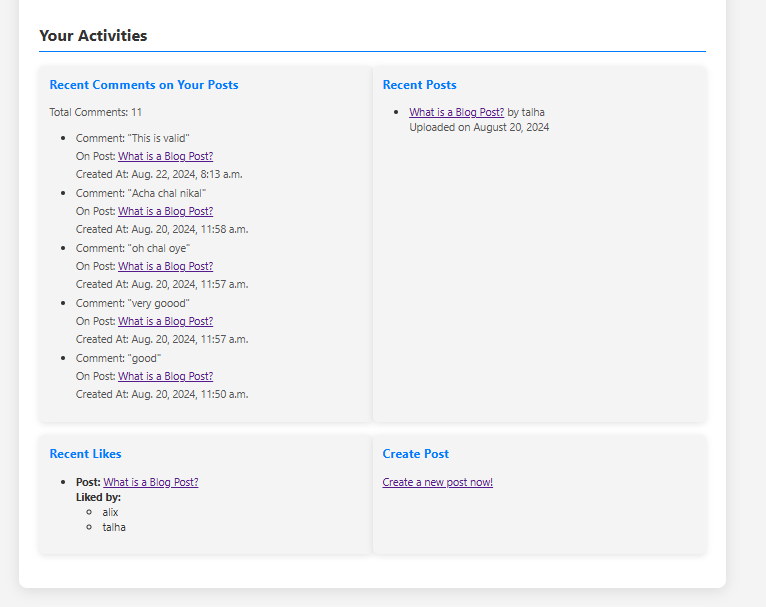 Your Activities
Recent Comments on Your Posts
Total Comments: 11
Comment: "This is valid"
On Post: What is a Blog Post?
Created At: Aug. 22, 2024, 8:13 a.m.
Comment: "Acha chal nikal"
On Post: What is a Blog Post?
Created At: Aug. 20, 2024, 11:58 a.m.
Comment: "oh chal oye"
On Post: What is a Blog Post?
Created At: Aug. 20, 2024, 11:57 a.m.
Comment: "very goood"
On Post: What is a Blog Post?
Created At: Aug. 20, 2024, 11:57 a.m.
Comment: "good"
On Post: What is a Blog Post?
Created At: Aug. 20, 2024, 11:50 a.m.
Recent Posts
What is a Blog Post? by talha
Uploaded on August 20, 2024
Recent Likes
Post: What is a Blog Post?
Liked by:
alix
talha
Create Post
Create a new post now!